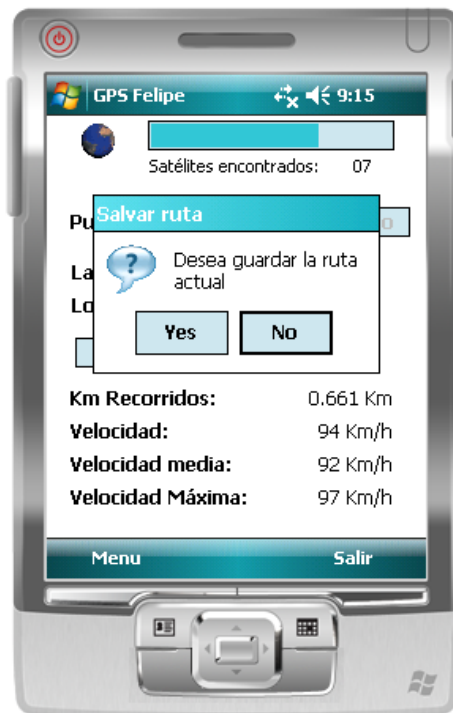 GPS Felipe 9:15
Satélites encontrados: 07
Salvar ruta
Desea guardar la ruta
actual
Yes No
Km Recorridos: 0.661 Km
Velocidad: 94 Km/h
Velocidad media: 92 Km/h
Velocidad Máxima: 97 Km/h
Menu Salir